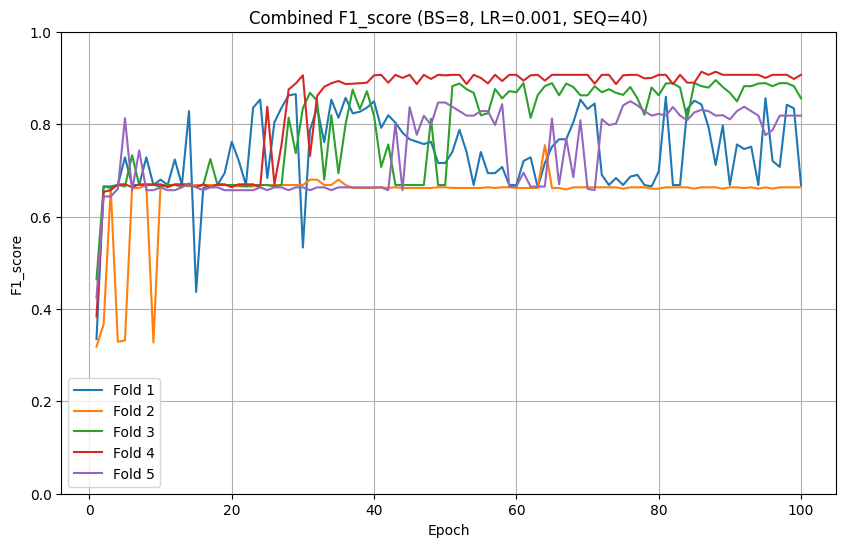 Combined F1_score (BS=8, LR=0.001, SEQ=40)
1.0
0.8
0.6
0.4
0.2
0.0
F1_score
Fold 1
Fold 2
Fold 3
Fold 4
Fold 5
0 20 40 60 80 100
Epoch